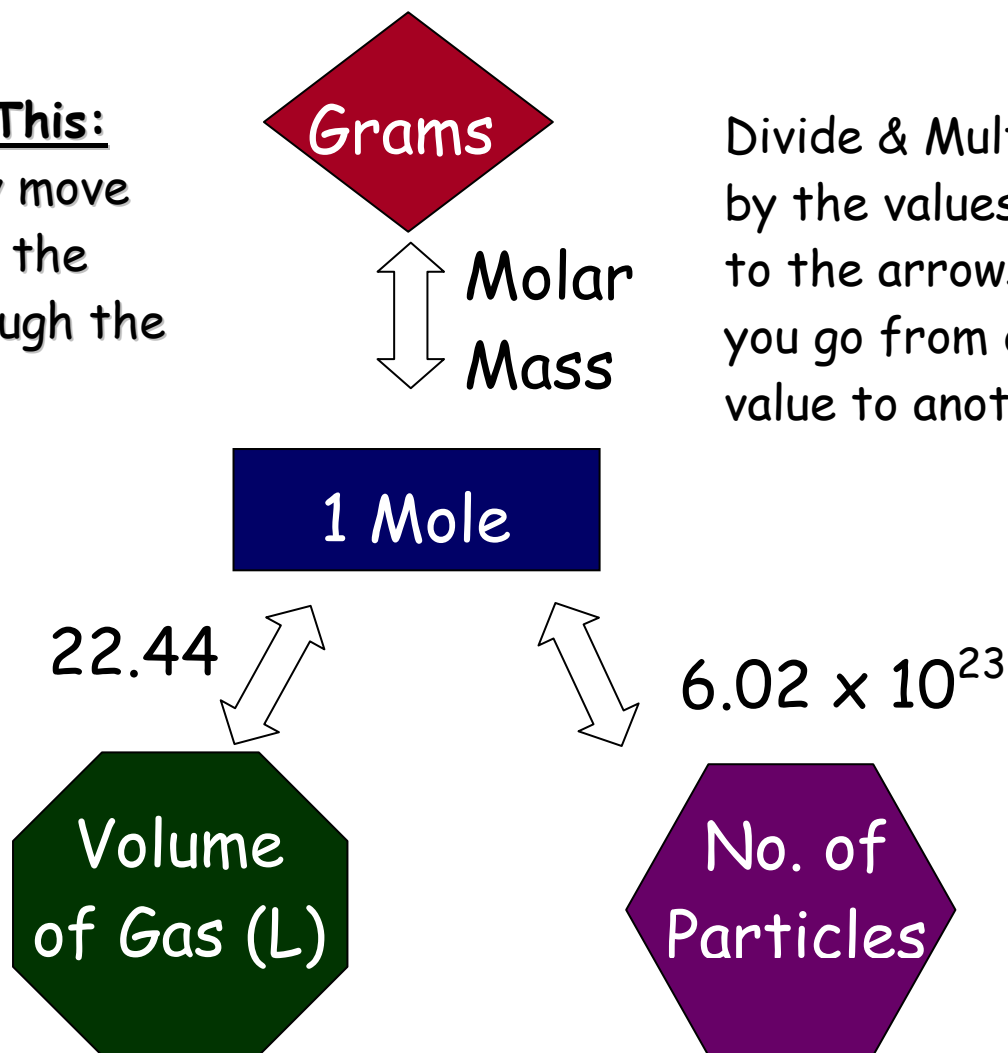 This:
move
the
ugh the
Grams
Divide & Mul
by the values
to the arrow
you go from
value to anot
Molar
Mass
1 Mole
22.44
6.02 x 10²³
Volume
of Gas (L)
No. of
Particles